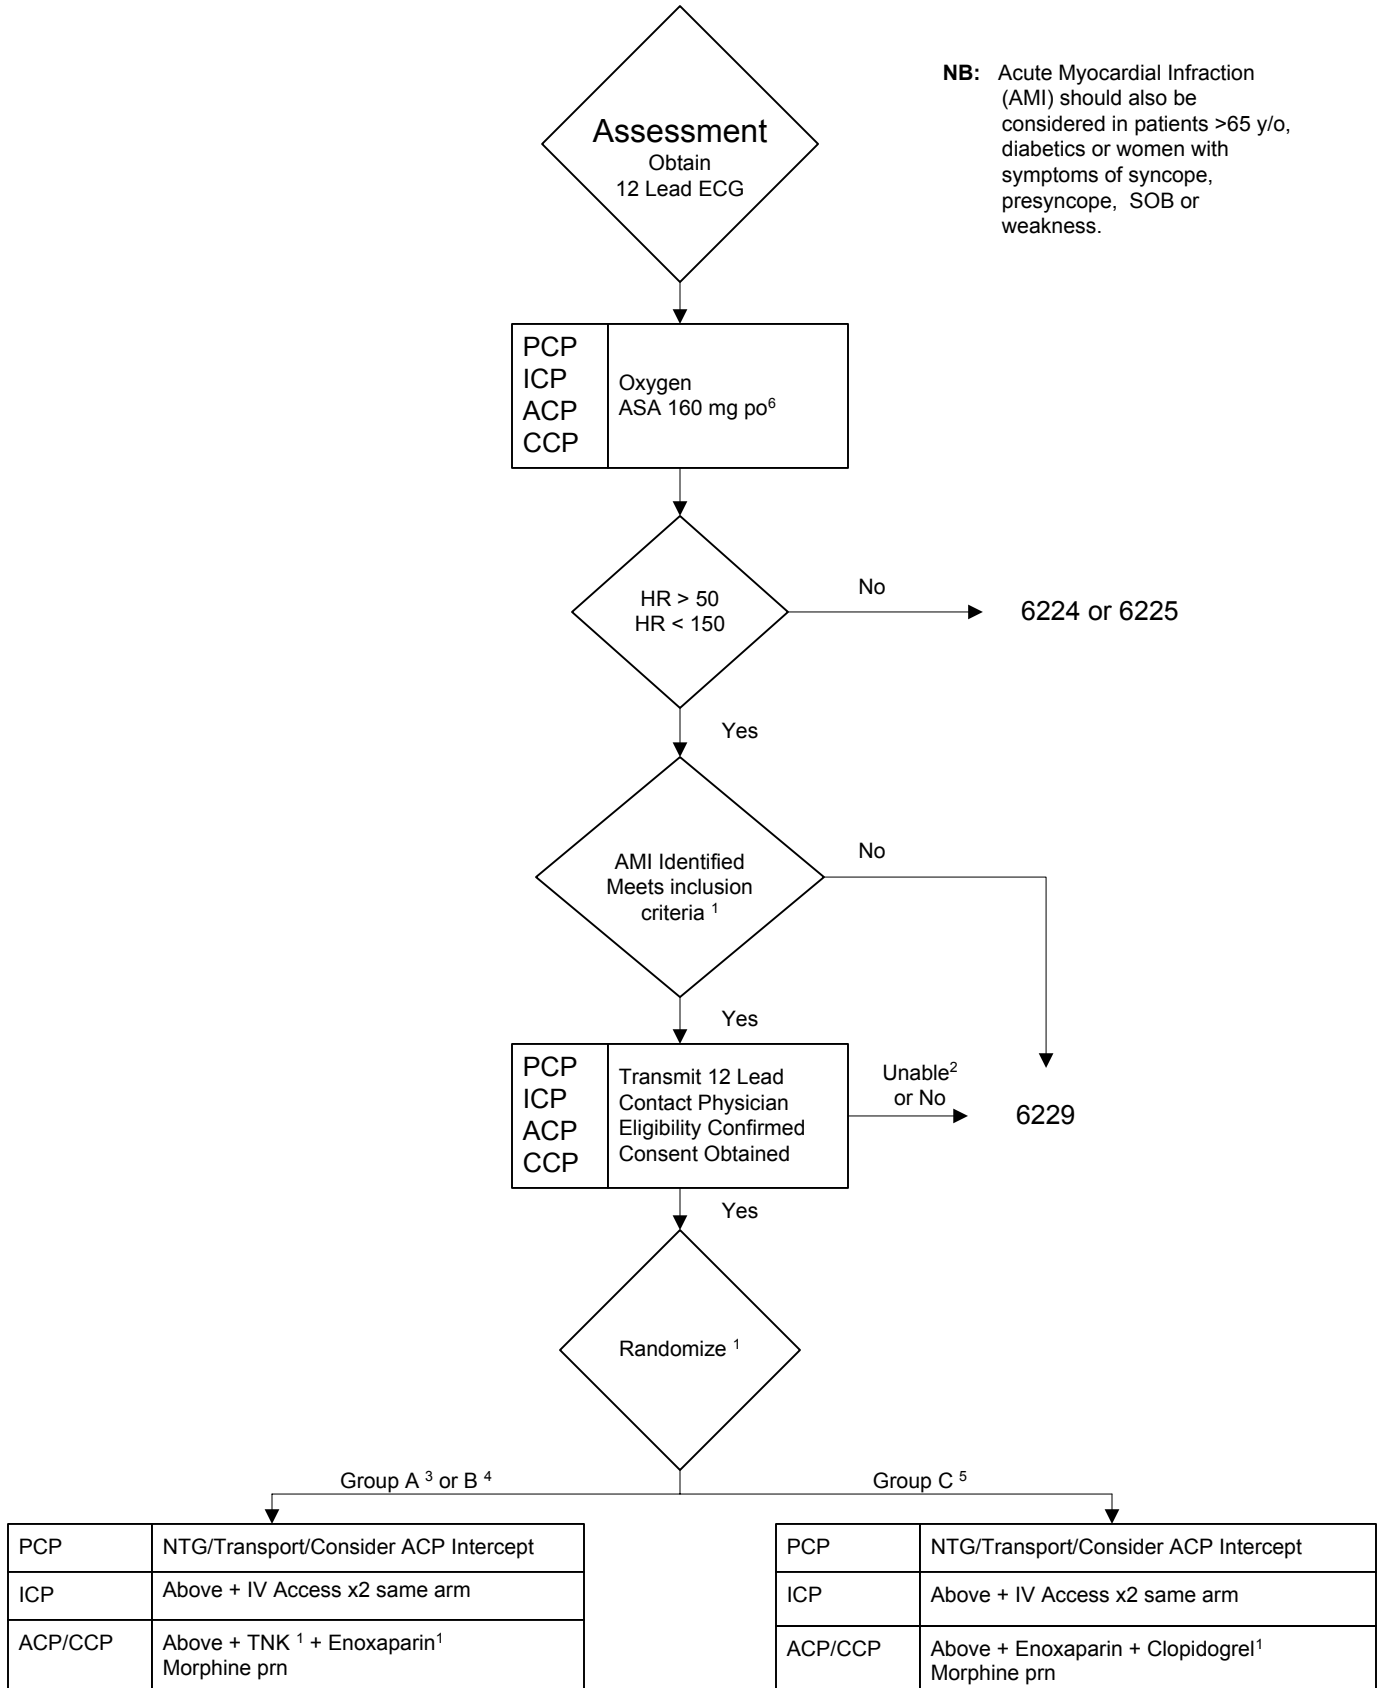 Assessment
Obtain
12 Lead ECG
NB: Acute Myocardial Infraction
(AMI) should also be
considered in patients >65 y/o,
diabetics or women with
symptoms of syncope,
presyncope, SOB or
weakness.
PCP
ICP
ACP
CCP
Oxygen
ASA 160 mg po⁶
HR > 50
HR < 150
No
6224 or 6225
Yes
AMI Identified
Meets inclusion
criteria ¹
No
Yes
PCP
ICP
ACP
CCP
Transmit 12 Lead
Contact Physician
Eligibility Confirmed
Consent Obtained
Unable²
or No
6229
Yes
Randomize ¹
Group A ³ or B ⁴
Group C ⁵
PCP NTG/Transport/Consider ACP Intercept
ICP Above + IV Access x2 same arm
ACP/CCP Above + TNK ¹ + Enoxaparin¹
Morphine prn
PCP NTG/Transport/Consider ACP Intercept
ICP Above + IV Access x2 same arm
ACP/CCP Above + Enoxaparin + Clopidogrel¹
Morphine prn